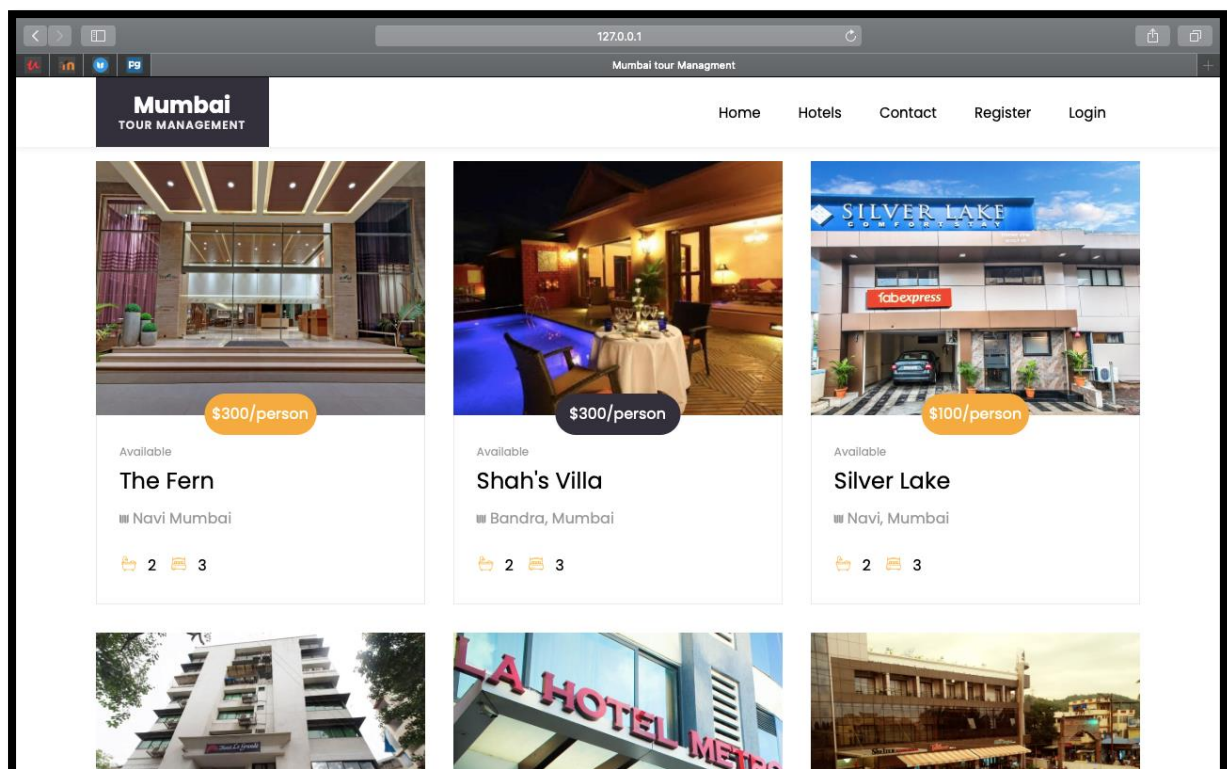 127.0.0.1
Mumbai tour Managment
Mumbai
TOUR MANAGEMENT
Home Hotels Contact Register Login
SILVER LAKE
COMFORT STAY
fabexpress
$300/person
$300/person
$100/person
Available
The Fern
Navi Mumbai
2 3
Available
Shah's Villa
Bandra, Mumbai
2 3
Available
Silver Lake
Navi, Mumbai
2 3
LA HOTEL METRO